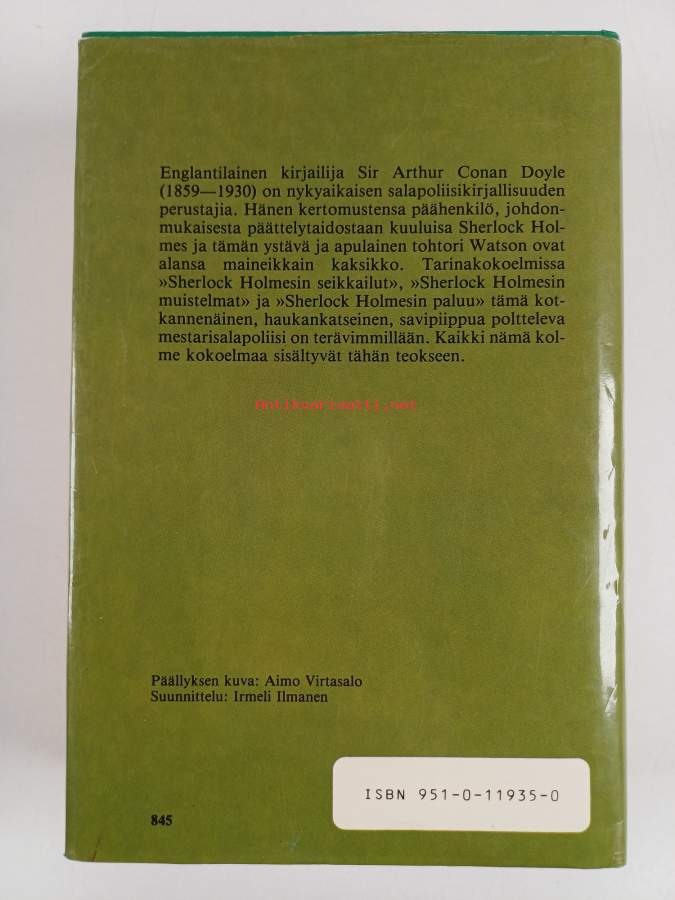 Englantilainen kirjailija Sir Arthur Conan Doyle
(1859—1930) on nykyaikaisen salapoliisikirjallisuuden
perustajia. Hänen kertomustensa päähenkilö, johdon-
mukaisesta päättelytaidostaan kuuluisa Sherlock Hol-
mes ja tämän ystävä ja apulainen tohtori Watson ovat
alansa maineikkain kaksikko. Tarinakokoelmissa
»Sherlock Holmesin seikkailut», »Sherlock Holmesin
muistelmat» ja »Sherlock Holmesin paluu» tämä kot-
kannenäinen, haukankatseinen, savipiippua poltteleva
mestarisalapoliisi on terävimmillään. Kaikki nämä kol-
me kokoelmaa sisältyvät tähän teokseen.
Antikvariaatti.net
Päällyksen kuva: Aimo Virtasalo
Suunnittelu: Irmeli Ilmanen
ISBN 951-0-11935-0
845